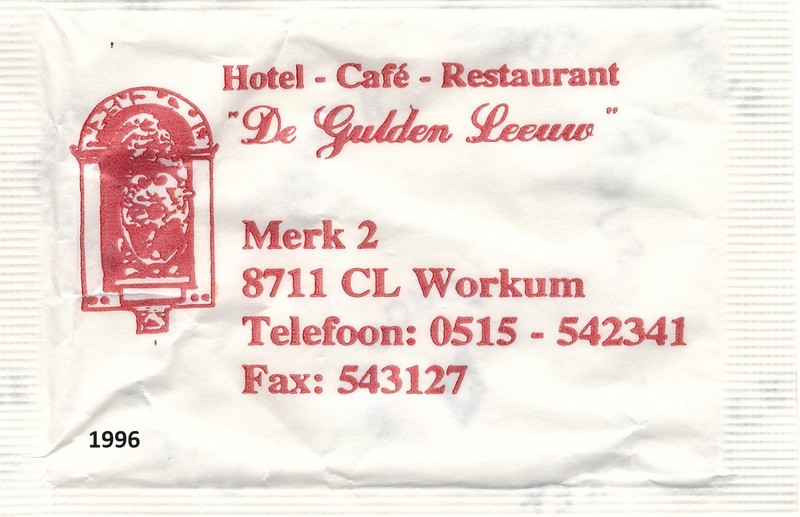 Hotel - Café - Restaurant
"De Gulden Leeuw"
Merk 2
8711 CL Workum
Telefoon: 0515 - 542341
Fax: 543127
1996